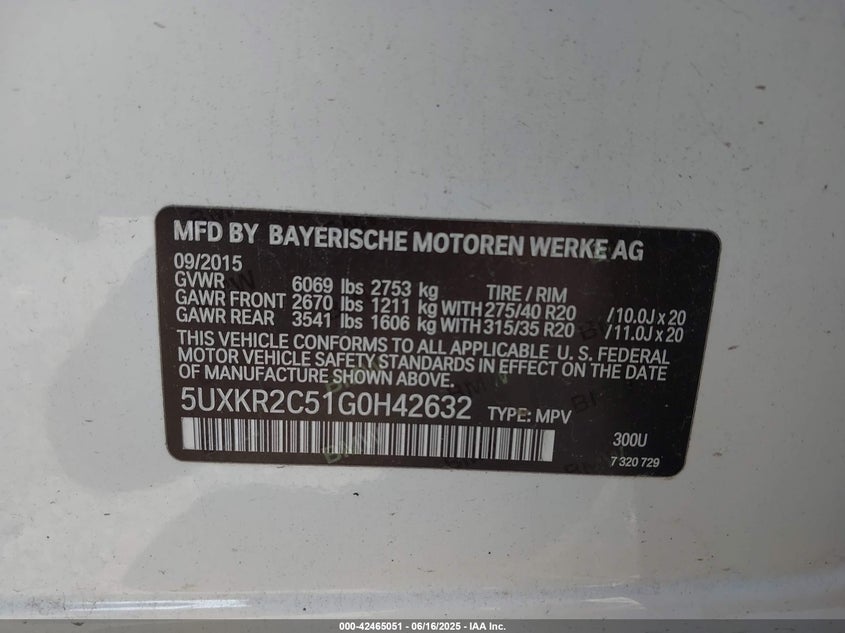 MFD BY BAYERISCHE MOTOREN WERKE AG
09/2015
GVWR 6069 lbs 2753 kg TIRE / RIM
GAWR FRONT 2670 lbs 1211 kg WITH 275/40 R20 /10.0J x 20
GAWR REAR 3541 lbs 1606 kg WITH 315/35 R20 /11.0J x 20
THIS VEHICLE CONFORMS TO ALL APPLICABLE U. S. FEDERAL
MOTOR VEHICLE SAFETY STANDARDS IN EFFECT ON THE DATE
OF MANUFACTURE SHOWN ABOVE.
5UXKR2C51G0H42632 TYPE: MPV
300U
7 320 729
000-42465051 - 06/16/2025 - IAA Inc.